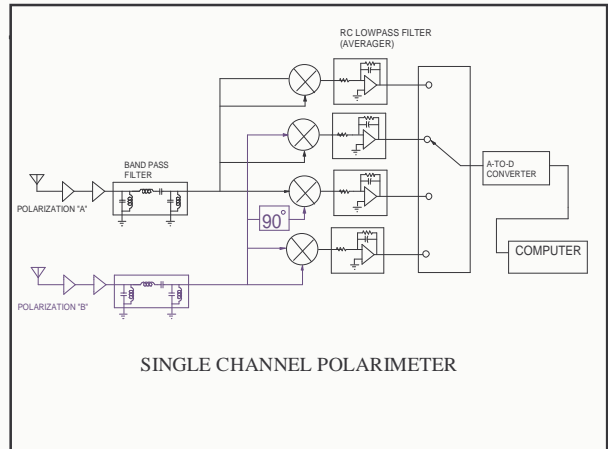 RC LOWPASS FILTER
(AVERAGER)
BAND PASS
FILTER
A-TO-D
CONVERTER
POLARIZATION "A"
90°
COMPUTER
POLARIZATION "B"
SINGLE CHANNEL POLARIMETER